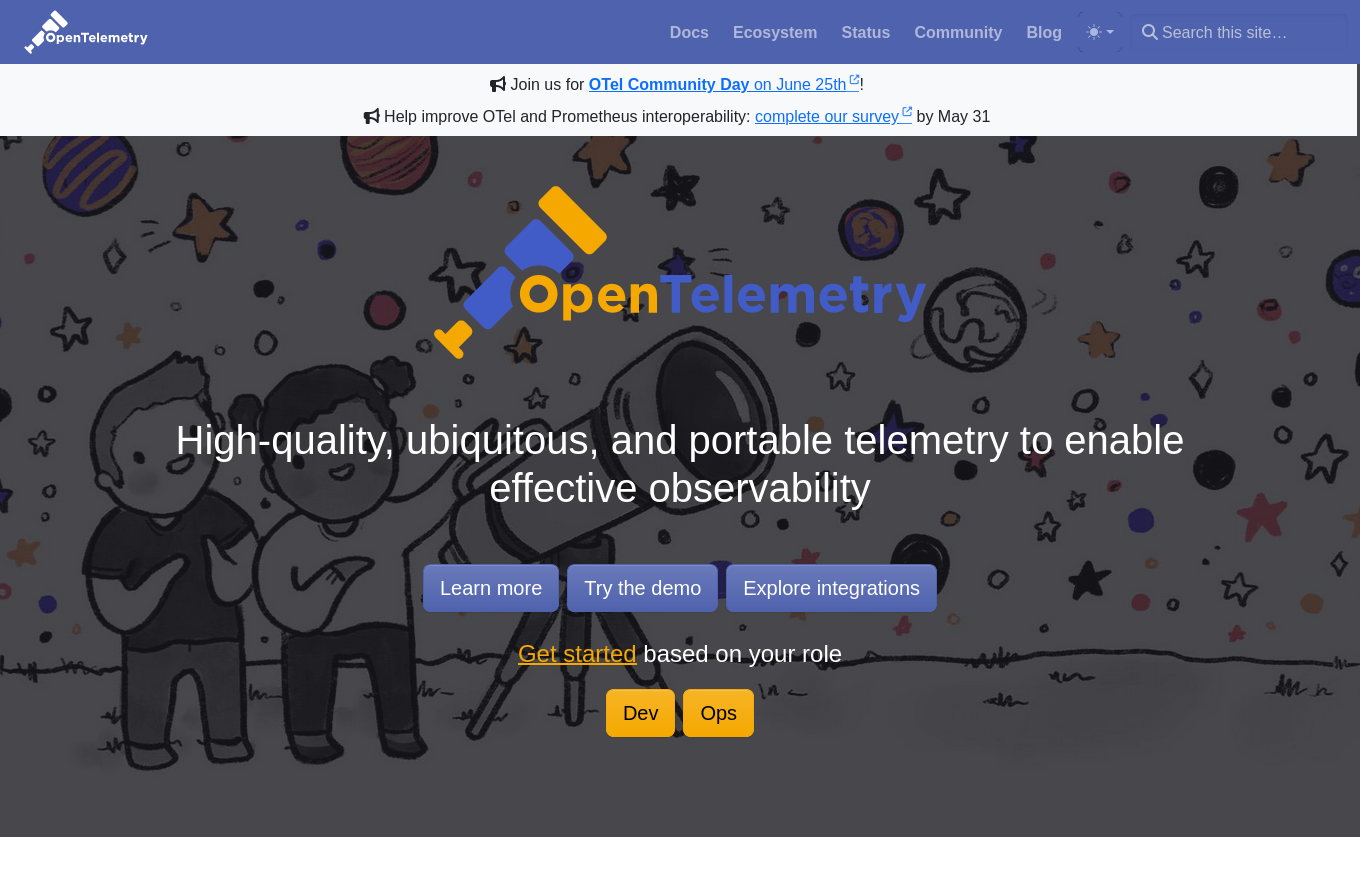 OpenTelemetry
Docs Ecosystem Status Community Blog Search this site…
Join us for OTel Community Day on June 25th!
Help improve OTel and Prometheus interoperability: complete our survey by May 31
OpenTelemetry
High-quality, ubiquitous, and portable telemetry to enable
effective observability
Learn more Try the demo Explore integrations
Get started based on your role
Dev Ops